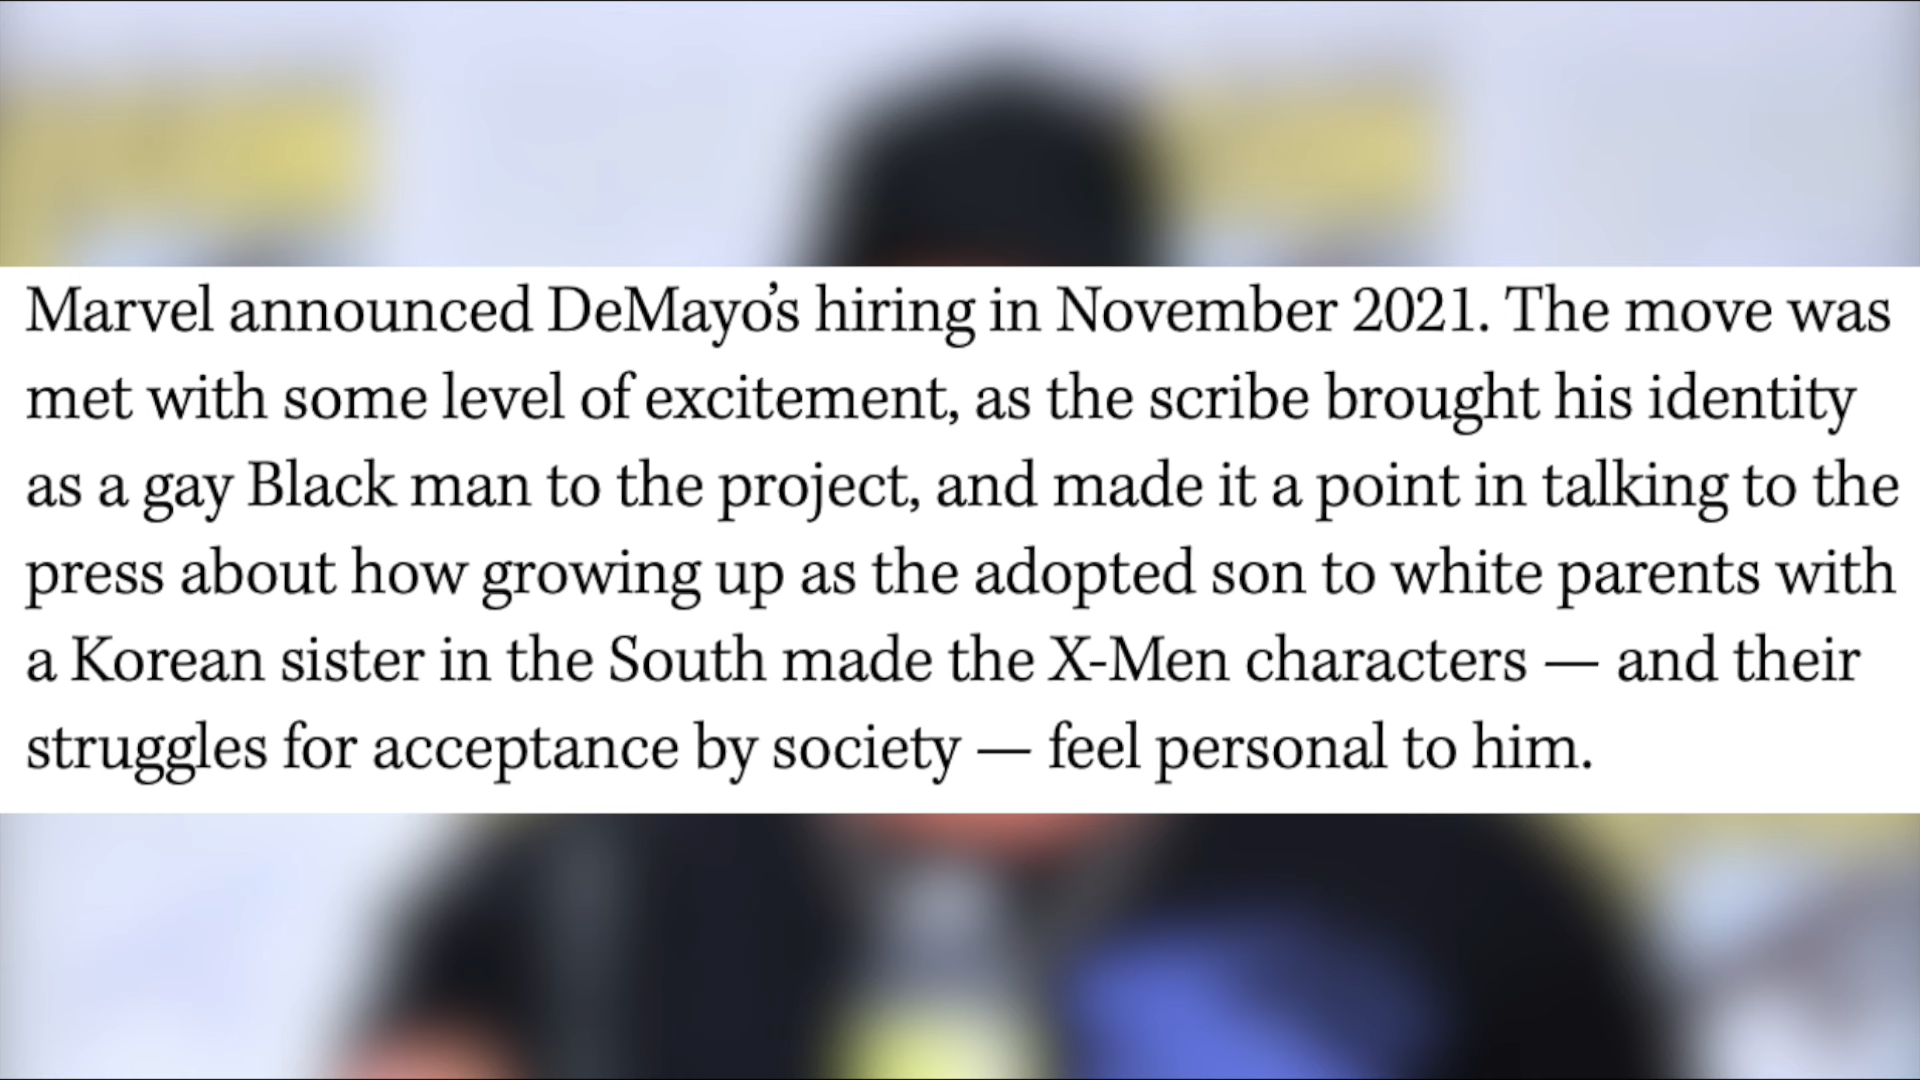 Marvel announced DeMayo’s hiring in November 2021. The move was
met with some level of excitement, as the scribe brought his identity
as a gay Black man to the project, and made it a point in talking to the
press about how growing up as the adopted son to white parents with
a Korean sister in the South made the X-Men characters — and their
struggles for acceptance by society — feel personal to him.